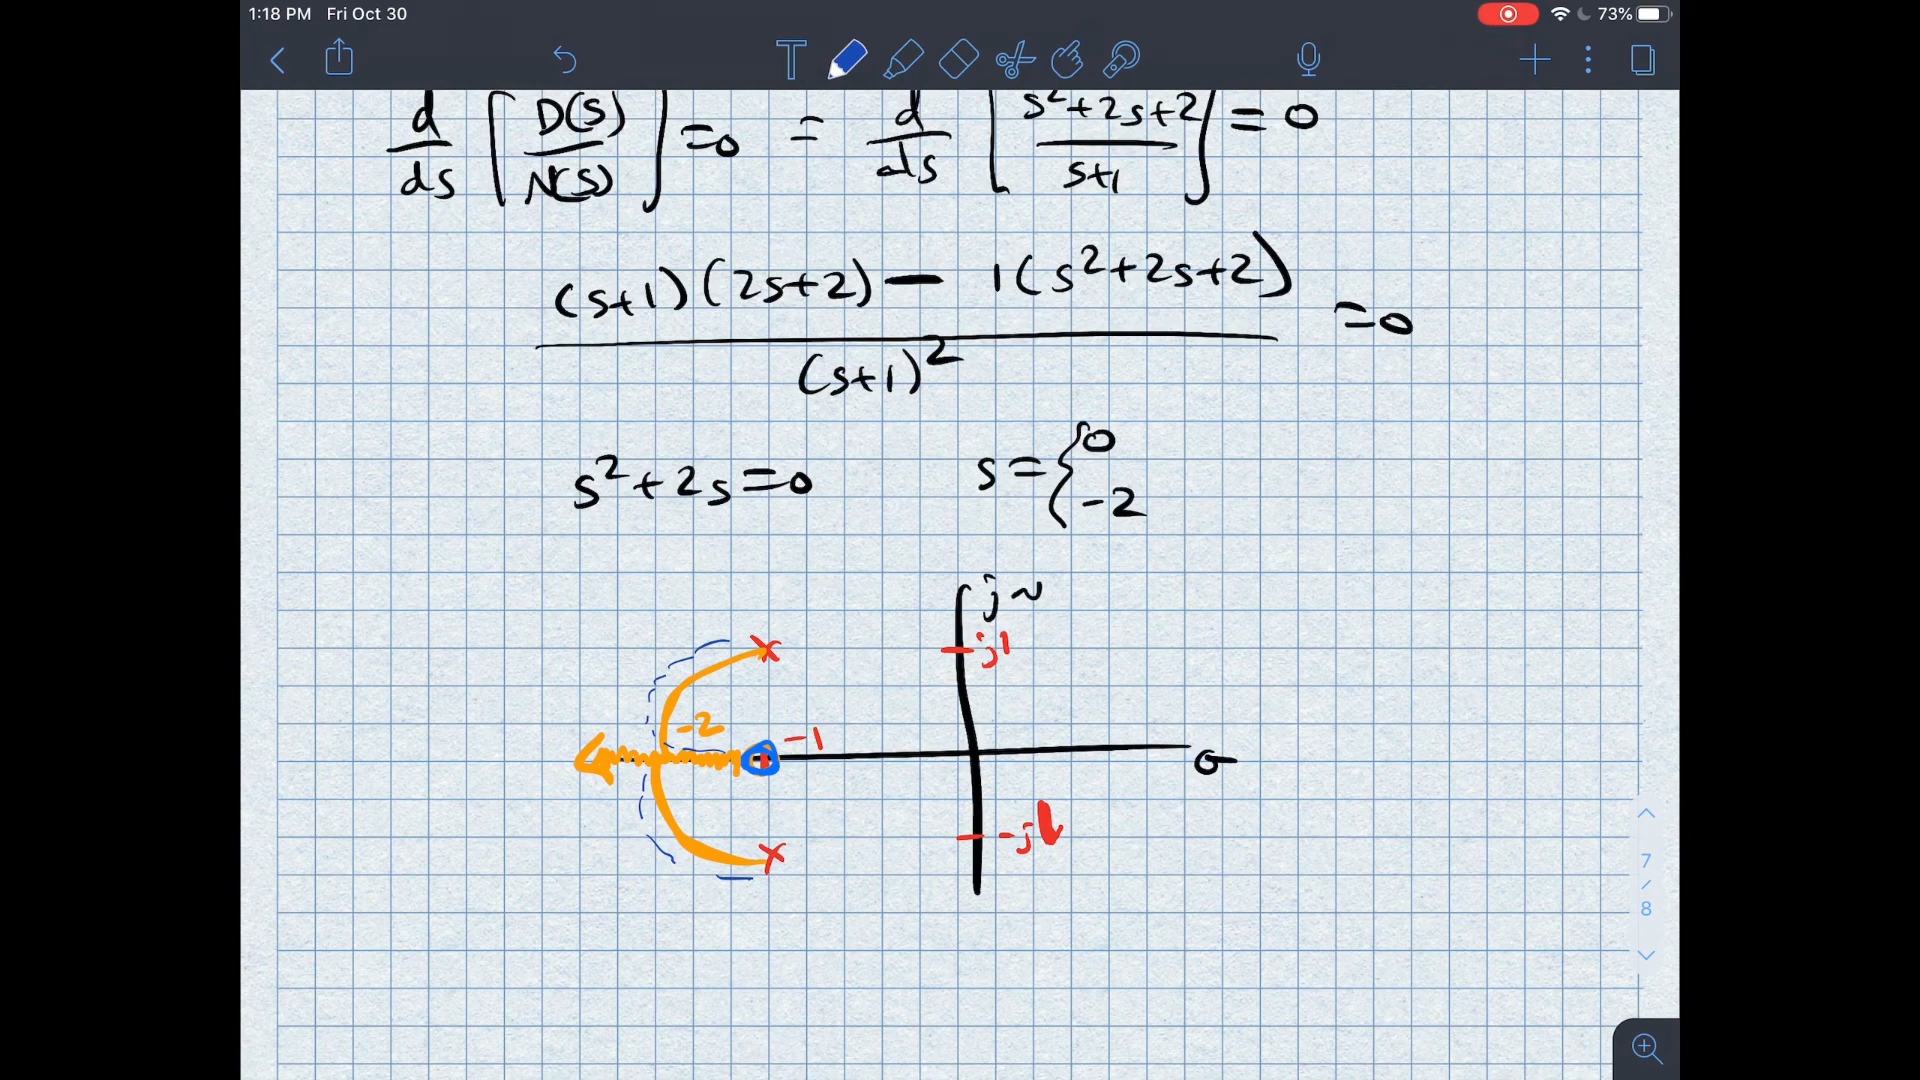 1:18 PM Fri Oct 30 73%
d/ds [D(s)/N(s)] =0 = d/ds [s²+2s+2/s+1] = 0
(s+1)(2s+2) − 1(s²+2s+2)/(s+1)² =0
s²+2s=0 s={0 -2
jω
j1
-2 -1
σ
-j1
7
/
8